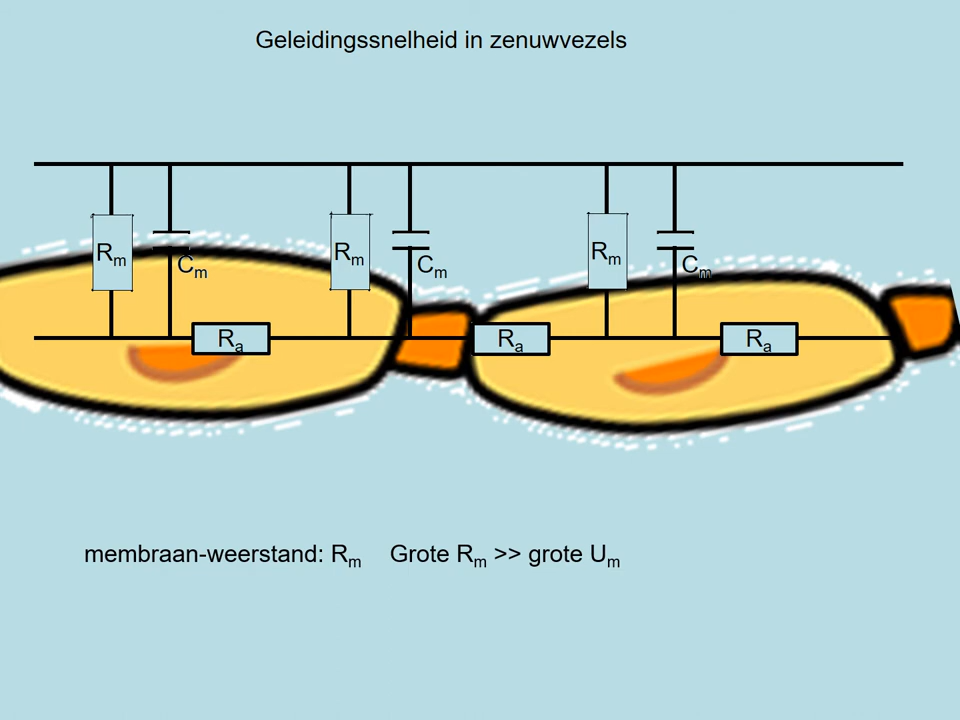 Geleidingssnelheid in zenuwvezels
Rm Cm Rm Cm Rm Cm
Ra Ra Ra
membraan-weerstand: Rm Grote Rm >> grote Um